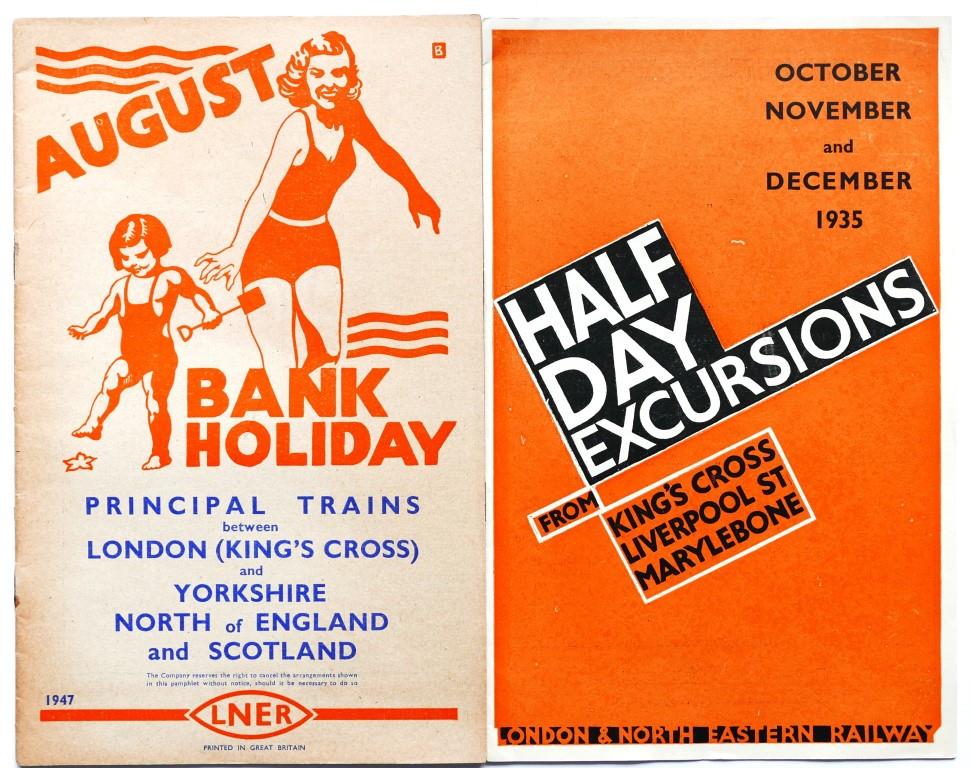 B
AUGUST
BANK
HOLIDAY
PRINCIPAL TRAINS
between
LONDON (KING'S CROSS)
and
YORKSHIRE
NORTH of ENGLAND
and SCOTLAND
The Company reserves the right to cancel the arrangements shown
in this pamphlet without notice, should it be necessary to do so
1947
LNER
PRINTED IN GREAT BRITAIN
OCTOBER
NOVEMBER
and
DECEMBER
1935
HALF
DAY
EXCURSIONS
FROM
KING'S CROSS
LIVERPOOL ST
MARYLEBONE
LONDON & NORTH EASTERN RAILWAY